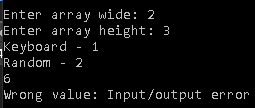 Enter array wide: 2
Enter array height: 3
Keyboard - 1
Random - 2
6
Wrong value: Input/output error